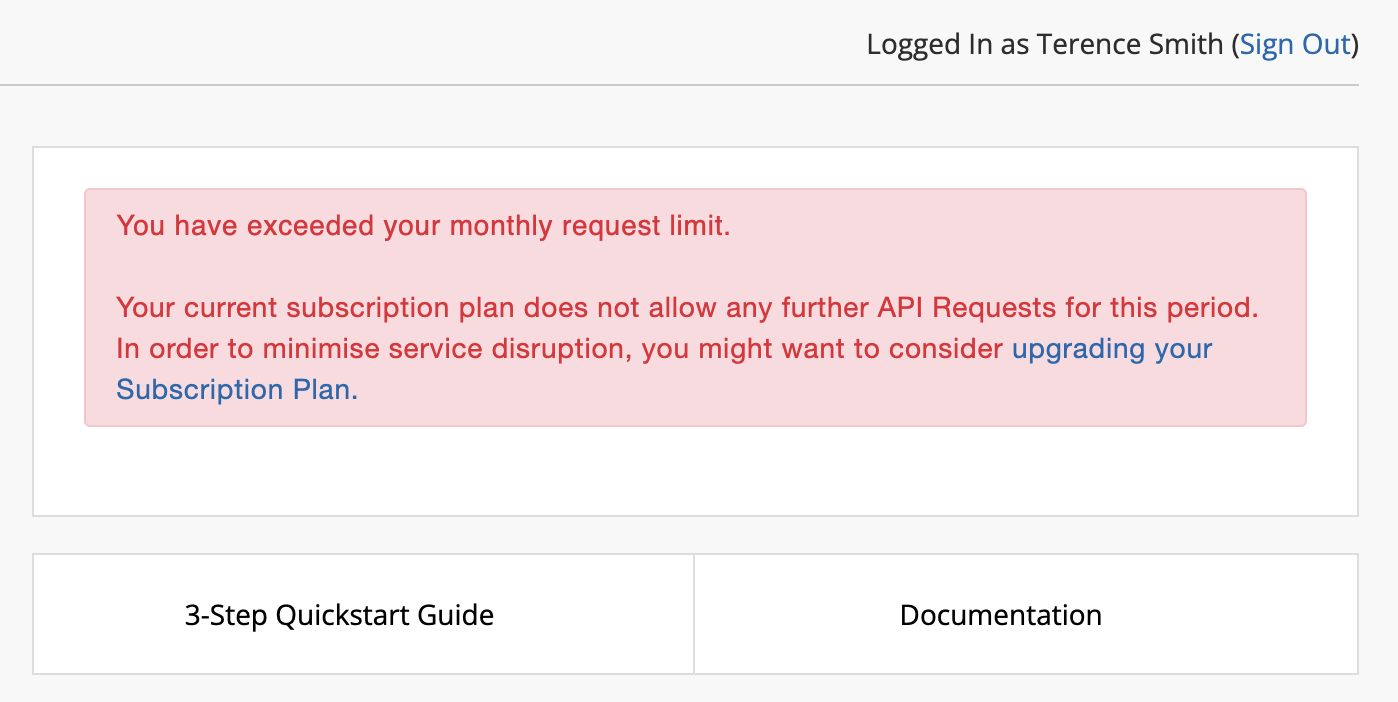 Logged In as Terence Smith (Sign Out)
You have exceeded your monthly request limit.
Your current subscription plan does not allow any further API Requests for this period.
In order to minimise service disruption, you might want to consider upgrading your
Subscription Plan.
3-Step Quickstart Guide
Documentation